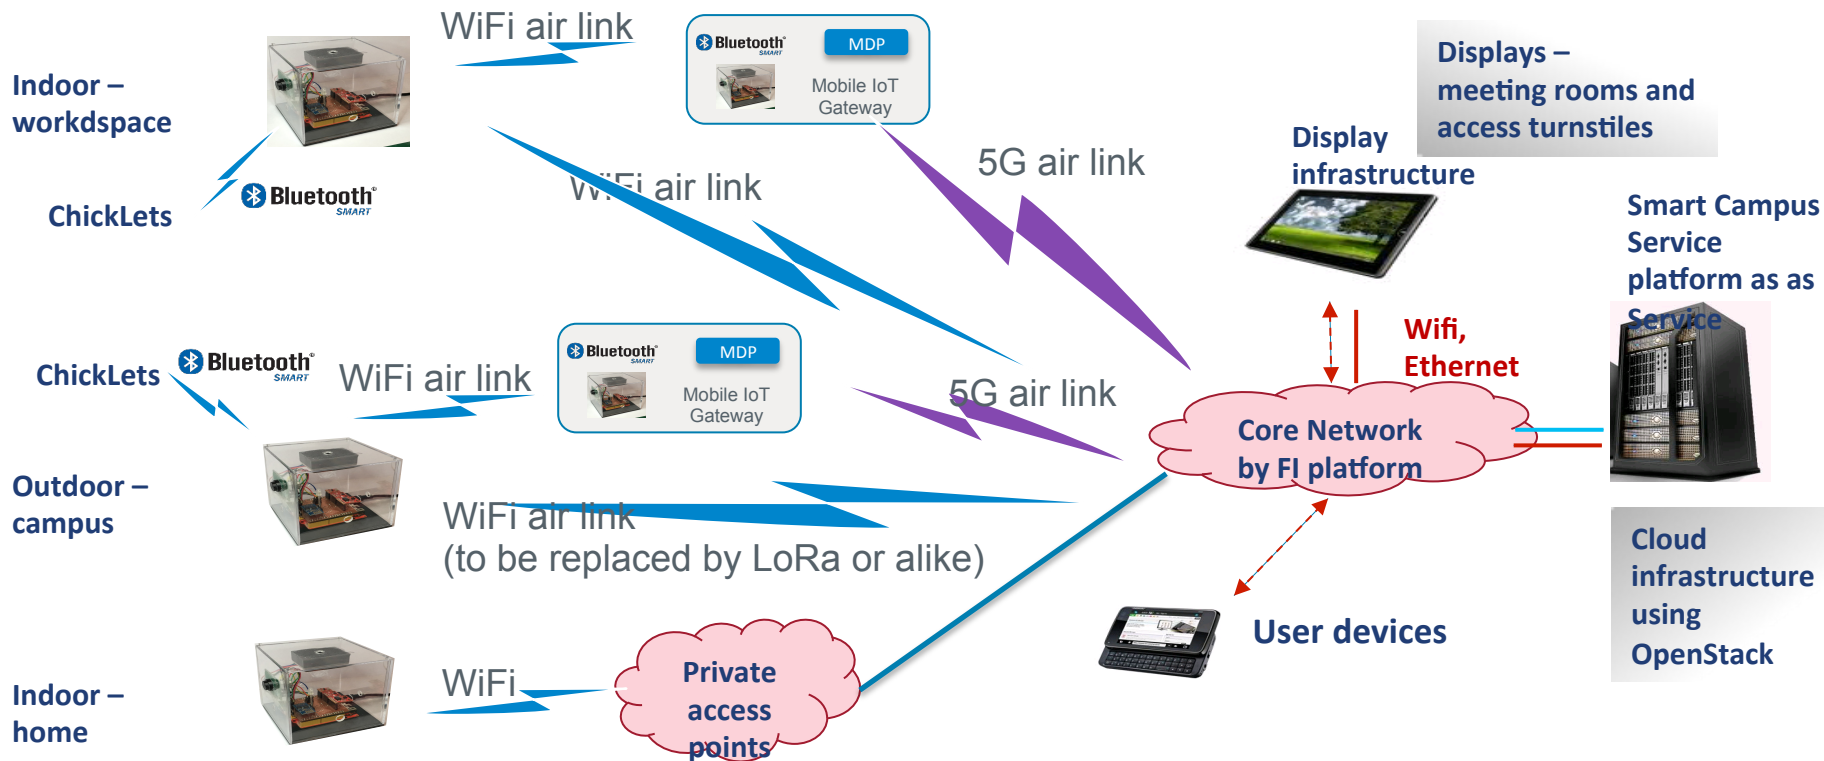 WiFi air link
Bluetooth
SMART
MDP
Mobile IoT
Gateway
Displays –
meeting rooms and
access turnstiles
Indoor –
workdspace
Display
infrastructure
5G air link
WiFi air link
Bluetooth
SMART
ChickLets
Smart Campus
Service
platform as as
Service
Wifi,
Ethernet
ChickLets
Bluetooth
SMART
WiFi air link
Bluetooth
SMART
MDP
Mobile IoT
Gateway
5G air link
Core Network
by FI platform
Outdoor –
campus
WiFi air link
(to be replaced by LoRa or alike)
Cloud
infrastructure
using
OpenStack
User devices
Indoor –
home
WiFi
Private
access
points